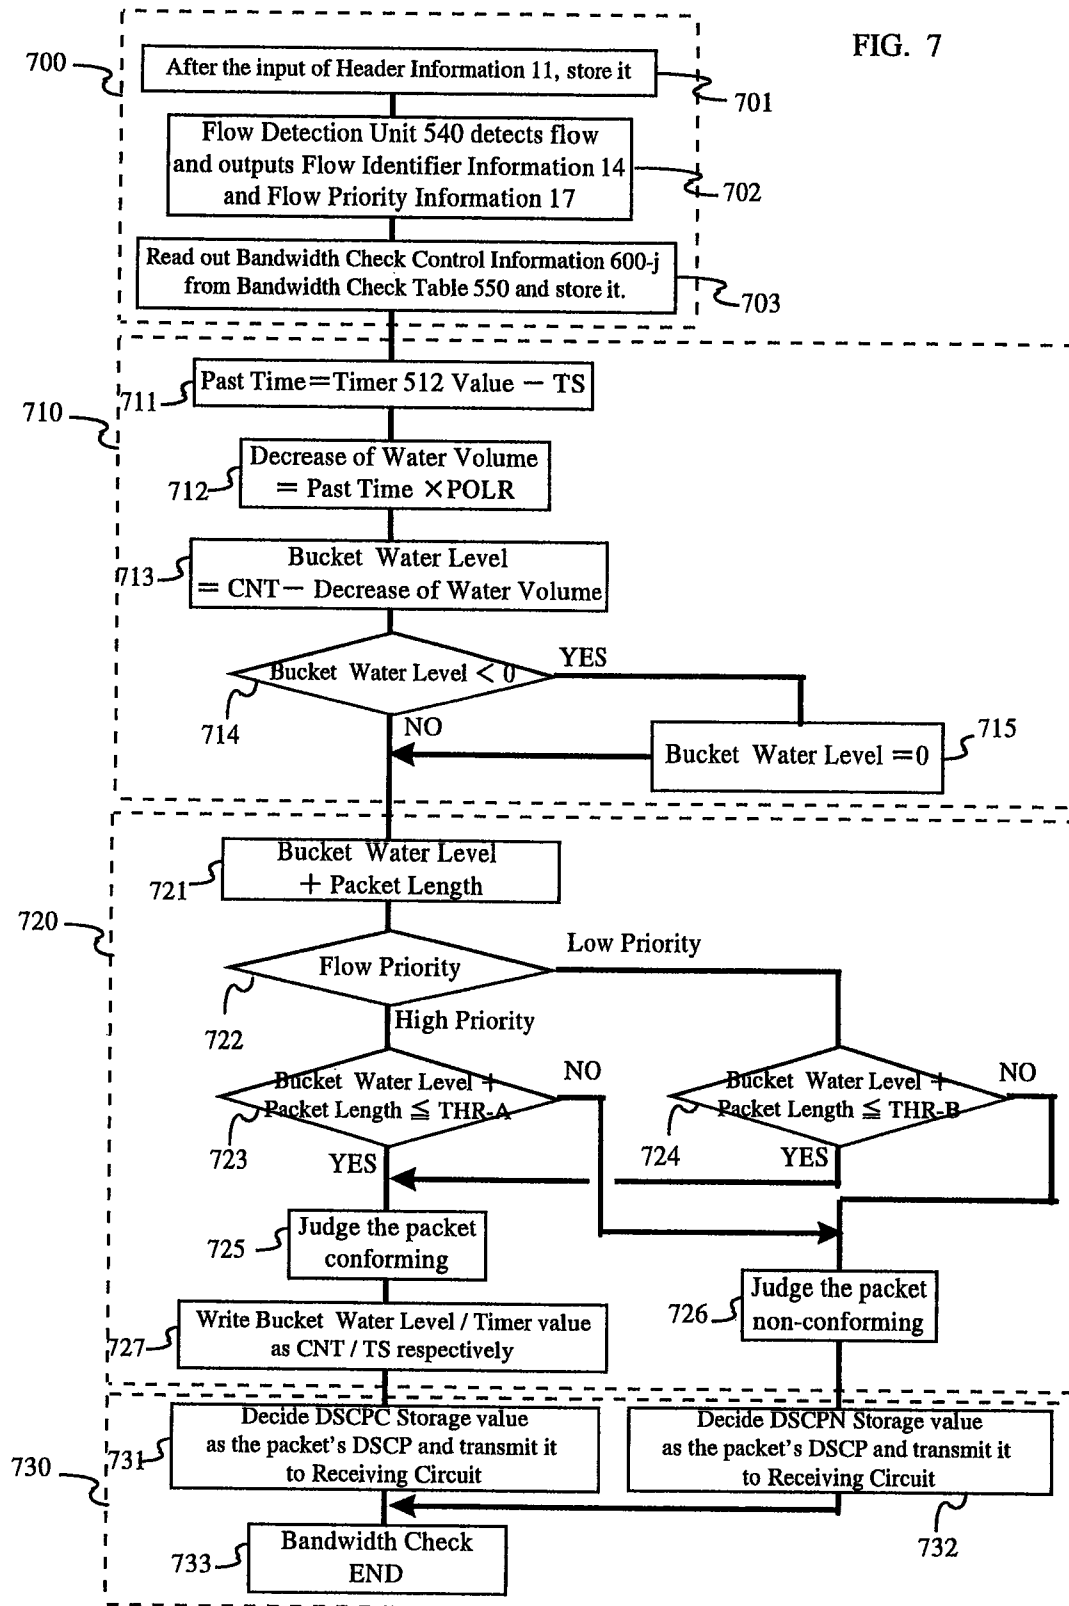 FIG. 7
700
After the input of Header Information 11, store it
701
Flow Detection Unit 540 detects flow
and outputs Flow Identifier Information 14
and Flow Priority Information 17
702
Read out Bandwidth Check Control Information 600-j
from Bandwidth Check Table 550 and store it.
703
710
711
Past Time＝Timer 512 Value － TS
712
Decrease of Water Volume
＝ Past Time ×POLR
713
Bucket Water Level
＝ CNT－ Decrease of Water Volume
714
Bucket Water Level < 0
YES
NO
715
Bucket Water Level ＝0
720
721
Bucket Water Level
＋ Packet Length
722
Flow Priority
Low Priority
High Priority
723
Bucket Water Level ＋
Packet Length ≦ THR-A
NO
YES
724
Bucket Water Level ＋
Packet Length ≦ THR-B
NO
YES
725
Judge the packet
conforming
726
Judge the packet
non-conforming
727
Write Bucket Water Level / Timer value
as CNT / TS respectively
730
731
Decide DSCPC Storage value
as the packet's DSCP and transmit it
to Receiving Circuit
Decide DSCPN Storage value
as the packet's DSCP and transmit it
to Receiving Circuit
732
733
Bandwidth Check
END